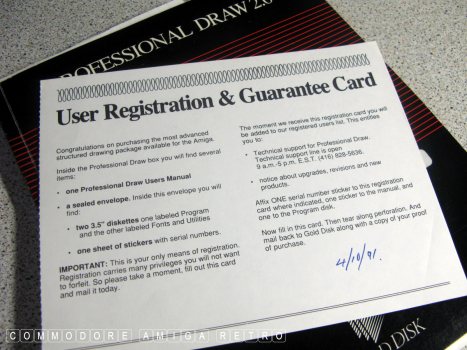 PROFESSIONAL DRAW 2.0
User Registration & Guarantee Card
Congratulations on purchasing the most advanced
structured drawing package available for the Amiga.
Inside the Professional Draw box you will find several
items:
• one Professional Draw Users Manual
• a sealed envelope. Inside this envelope you will
find:
• two 3.5" diskettes one labeled Program
and the other labeled Fonts and Utilities
• one sheet of stickers with serial numbers.
IMPORTANT: This is your only means of registration.
Registration carries many privileges you will not want
to forfeit. So please take a moment, fill out this card
and mail it today.
The moment we receive this registration card you will
be added to our registered users list. This entitles
you to:
• Technical support for Professional Draw.
Technical support line is open
9 a.m.-5 p.m. E.S.T. (416) 828-5636.
• notice about upgrades, revisions and new
products.
Affix ONE serial number sticker to this registration
card where indicated, one sticker to the manual, and
one to the Program disk.
Now fill in this card. Then tear along perforation. And
mail back to Gold Disk along with a copy of your proof
of purchase.
4/10/91.
D DISK
COMMODORE AMIGA RETRO